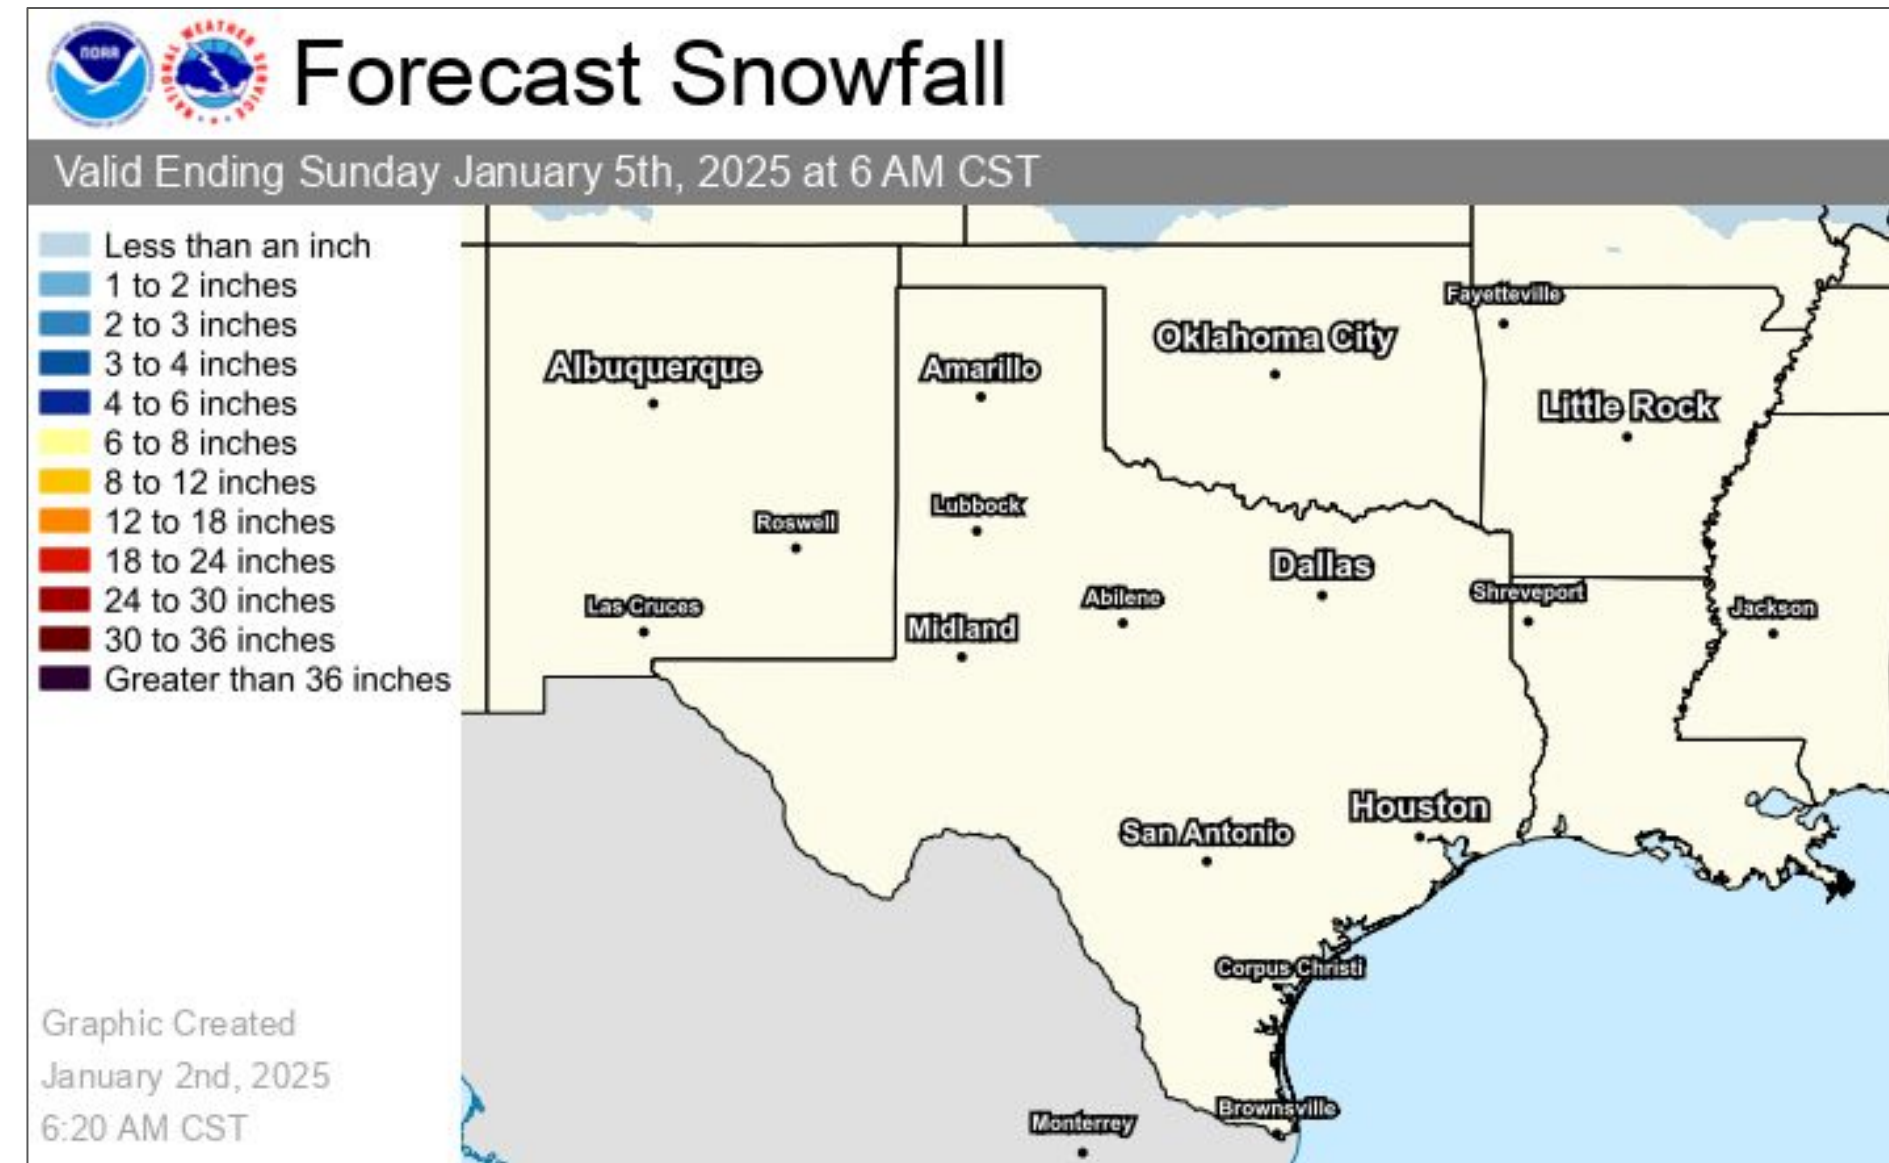 NOAA
NATIONAL WEATHER SERVICE
Forecast Snowfall
Valid Ending Sunday January 5th, 2025 at 6 AM CST
Less than an inch
1 to 2 inches
2 to 3 inches
3 to 4 inches
4 to 6 inches
6 to 8 inches
8 to 12 inches
12 to 18 inches
18 to 24 inches
24 to 30 inches
30 to 36 inches
Greater than 36 inches
Fayetteville
Oklahoma City
Albuquerque
Amarillo
Little Rock
Lubbock
Roswell
Dallas
Shreveport
Abilene
Las Cruces
Jackson
Midland
Houston
San Antonio
Corpus Christi
Brownsville
Monterrey
Graphic Created
January 2nd, 2025
6:20 AM CST